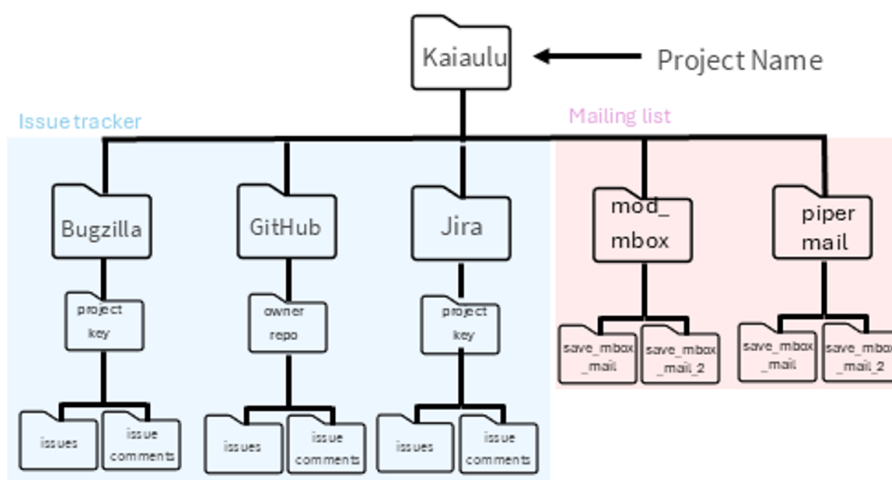 Kaiaulu
Project Name
Issue tracker
Mailing list
Bugzilla
GitHub
Jira
mod_
mbox
piper
mail
project
key
owner
repo
project
key
save_mbox
_mail
save_mbox
_mail_2
save_mbox
_mail
save_mbox
_mail_2
issues
issue
comments
issues
issue
comments
issues
issue
comments